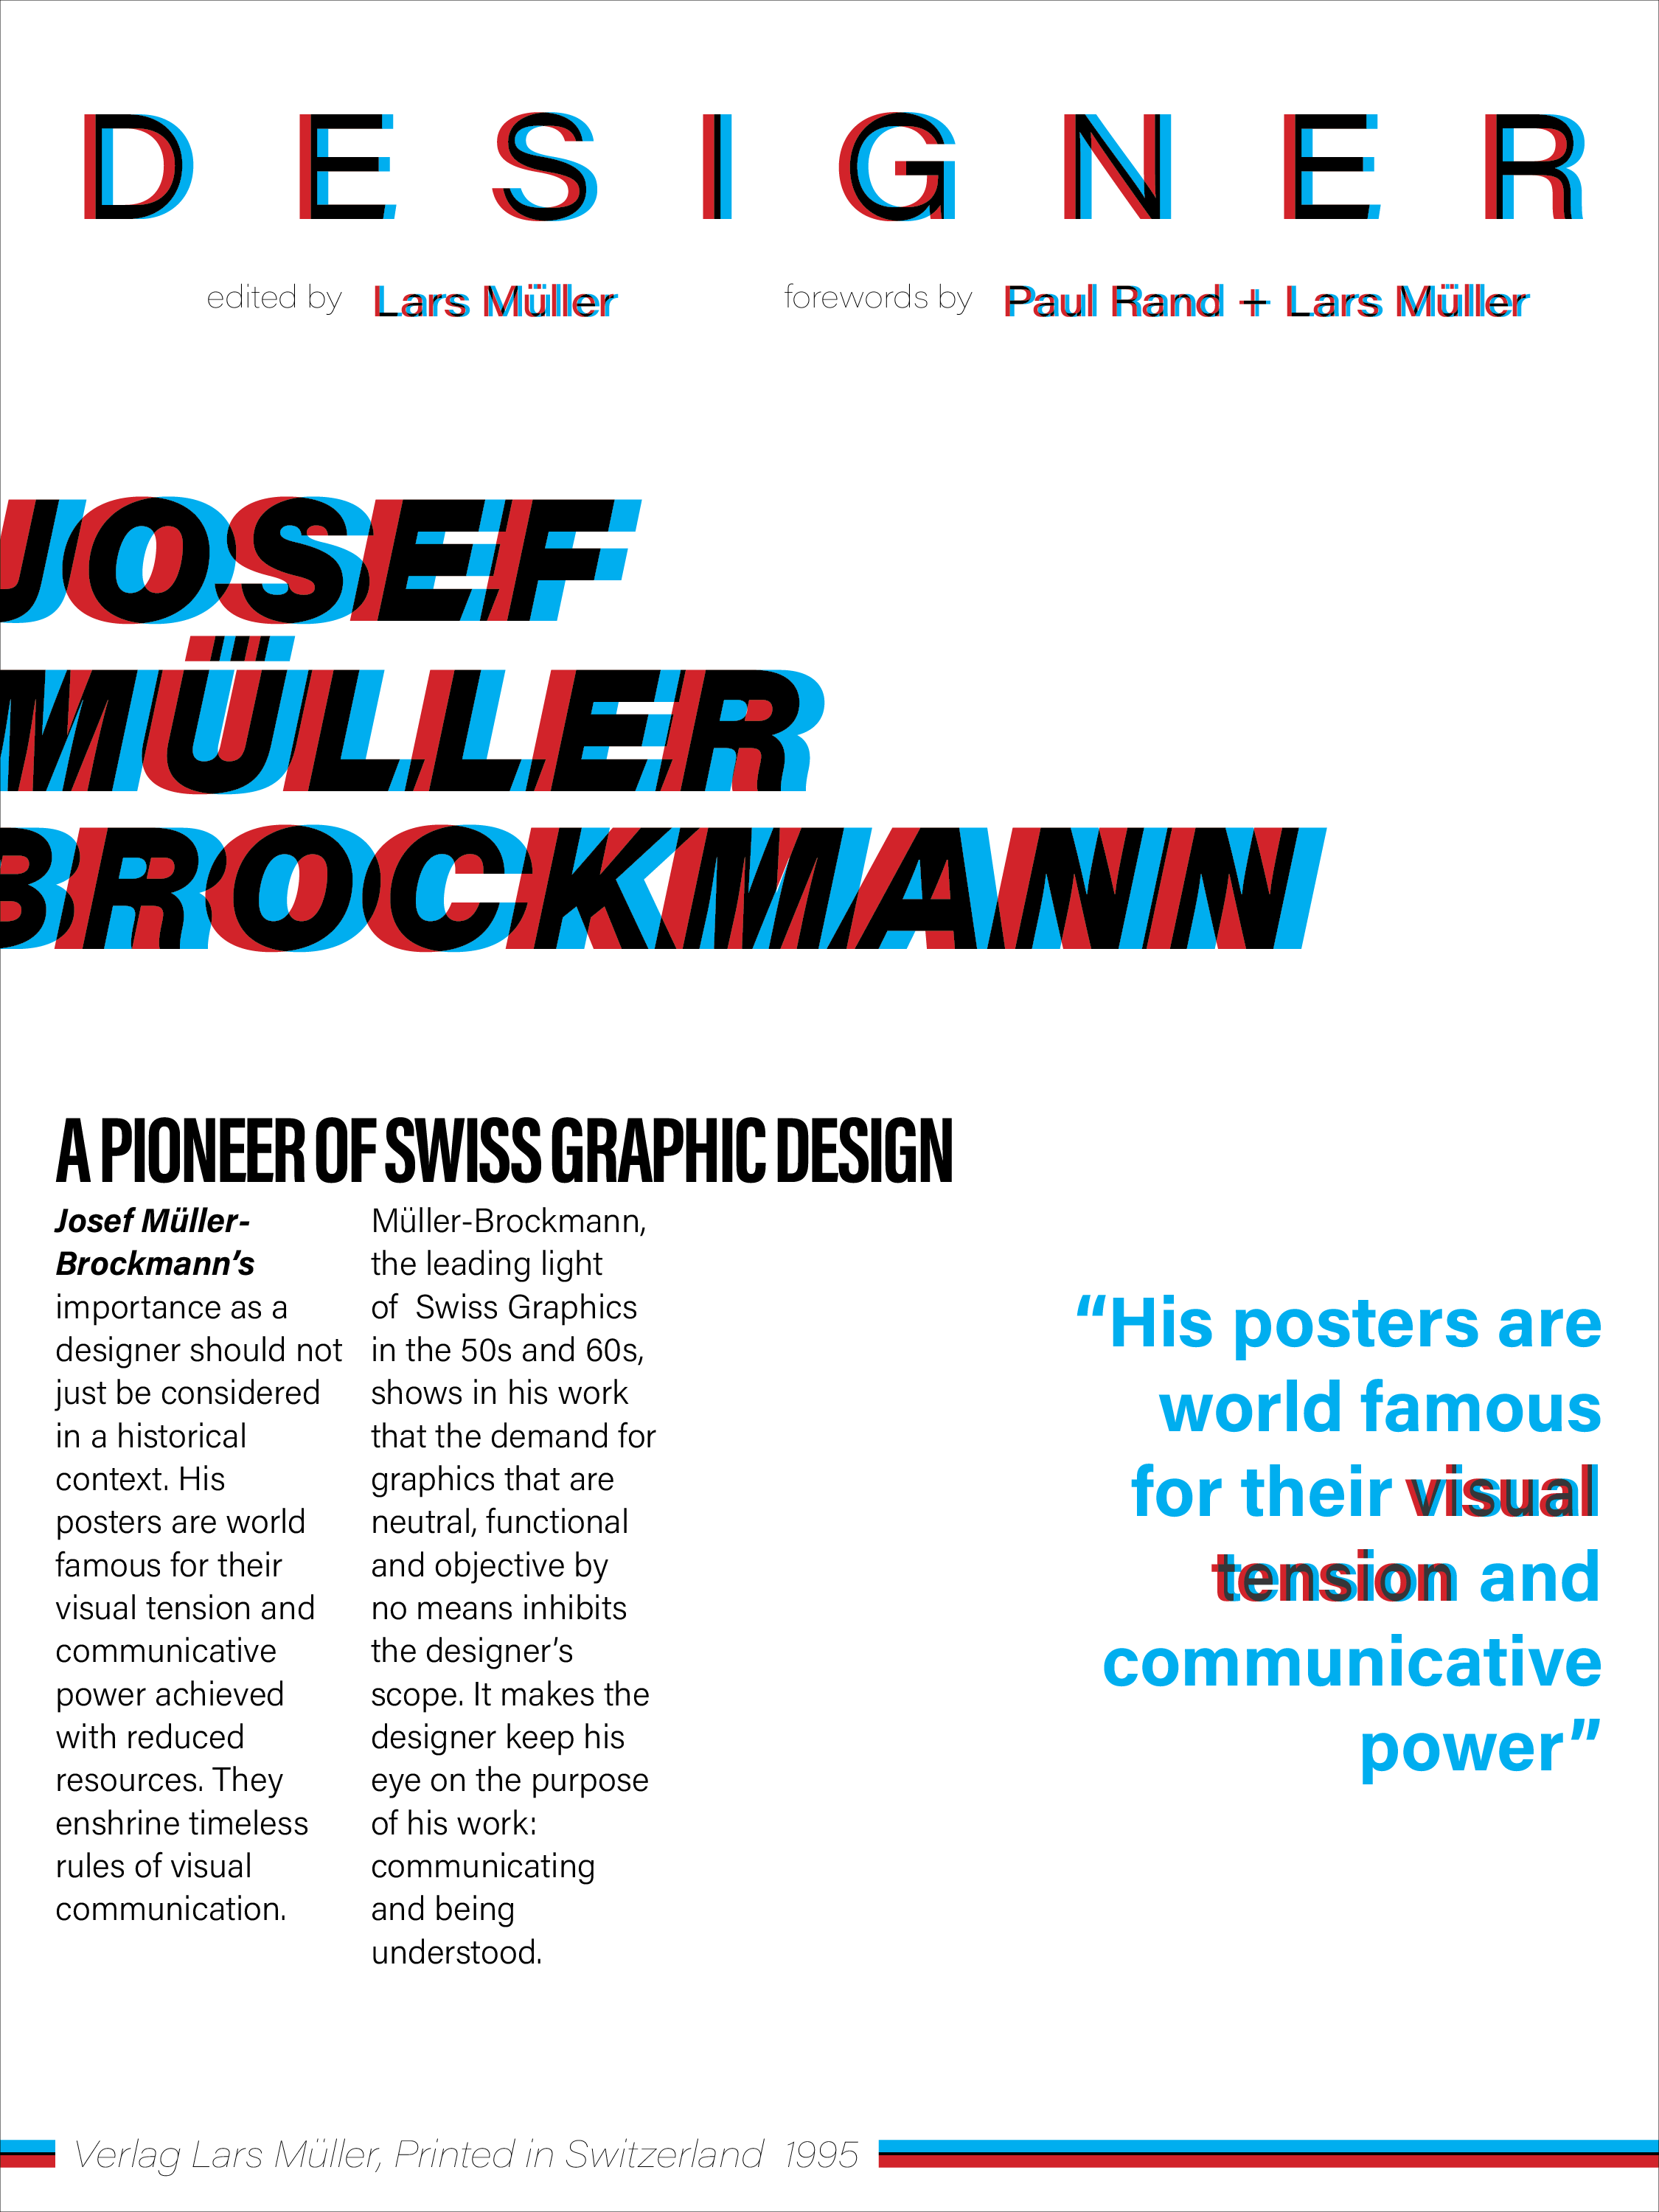 DESIGNER
edited by Lars Müller forewords by Paul Rand + Lars Müller
JOSEF
MÜLLER
BROCKMANN
A PIONEER OF SWISS GRAPHIC DESIGN
Josef Müller-
Brockmann’s
importance as a
designer should not
just be considered
in a historical
context. His
posters are world
famous for their
visual tension and
communicative
power achieved
with reduced
resources. They
enshrine timeless
rules of visual
communication.
Müller-Brockmann,
the leading light
of  Swiss Graphics
in the 50s and 60s,
shows in his work
that the demand for
graphics that are
neutral, functional
and objective by
no means inhibits
the designer’s
scope. It makes the
designer keep his
eye on the purpose
of his work:
communicating
and being
understood.
“His posters are
world famous
for their visual
tension and
communicative
power”
Verlag Lars Müller, Printed in Switzerland  1995